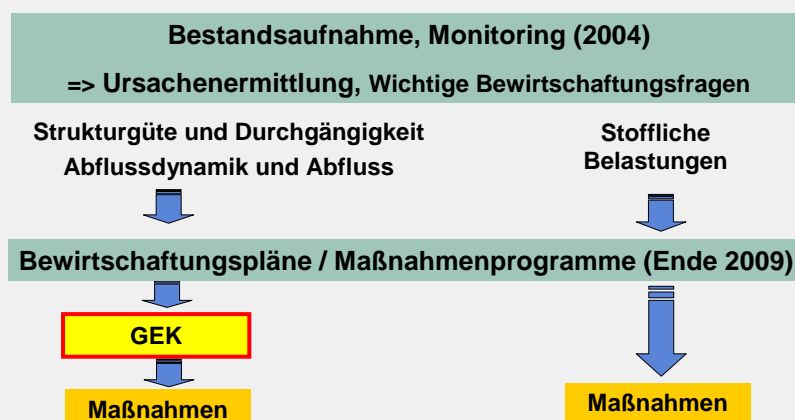 Bestandsaufnahme, Monitoring (2004)
=> Ursachenermittlung, Wichtige Bewirtschaftungsfragen
Strukturgüte und Durchgängigkeit
Abflussdynamik und Abfluss
Stoffliche
Belastungen
Bewirtschaftungspläne / Maßnahmenprogramme (Ende 2009)
GEK
Maßnahmen
Maßnahmen